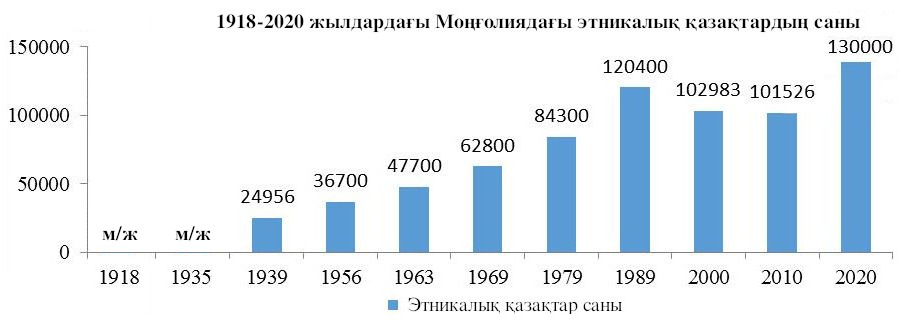 1918-2020 жылдардағы Моңғолиядағы этникалық қазақтардың саны
150000
100000
50000
0
м/ж м/ж 24956 36700 47700 62800 84300 120400 102983 101526 130000
1918 1935 1939 1956 1963 1969 1979 1989 2000 2010 2020
Этникалық қазақтар саны